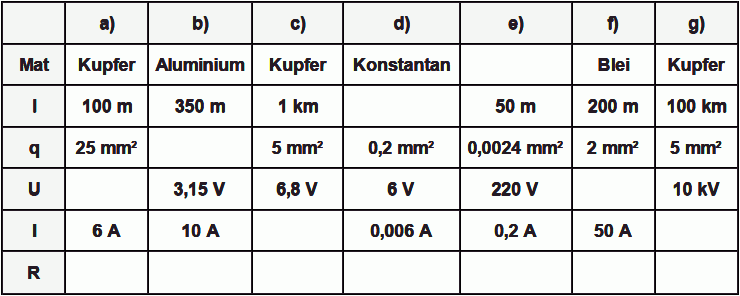 a) b) c) d) e) f) g)
Mat Kupfer Aluminium Kupfer Konstantan Blei Kupfer
l 100 m 350 m 1 km 50 m 200 m 100 km
q 25 mm² 5 mm² 0,2 mm² 0,0024 mm² 2 mm² 5 mm²
U 3,15 V 6,8 V 6 V 220 V 10 kV
I 6 A 10 A 0,006 A 0,2 A 50 A
R